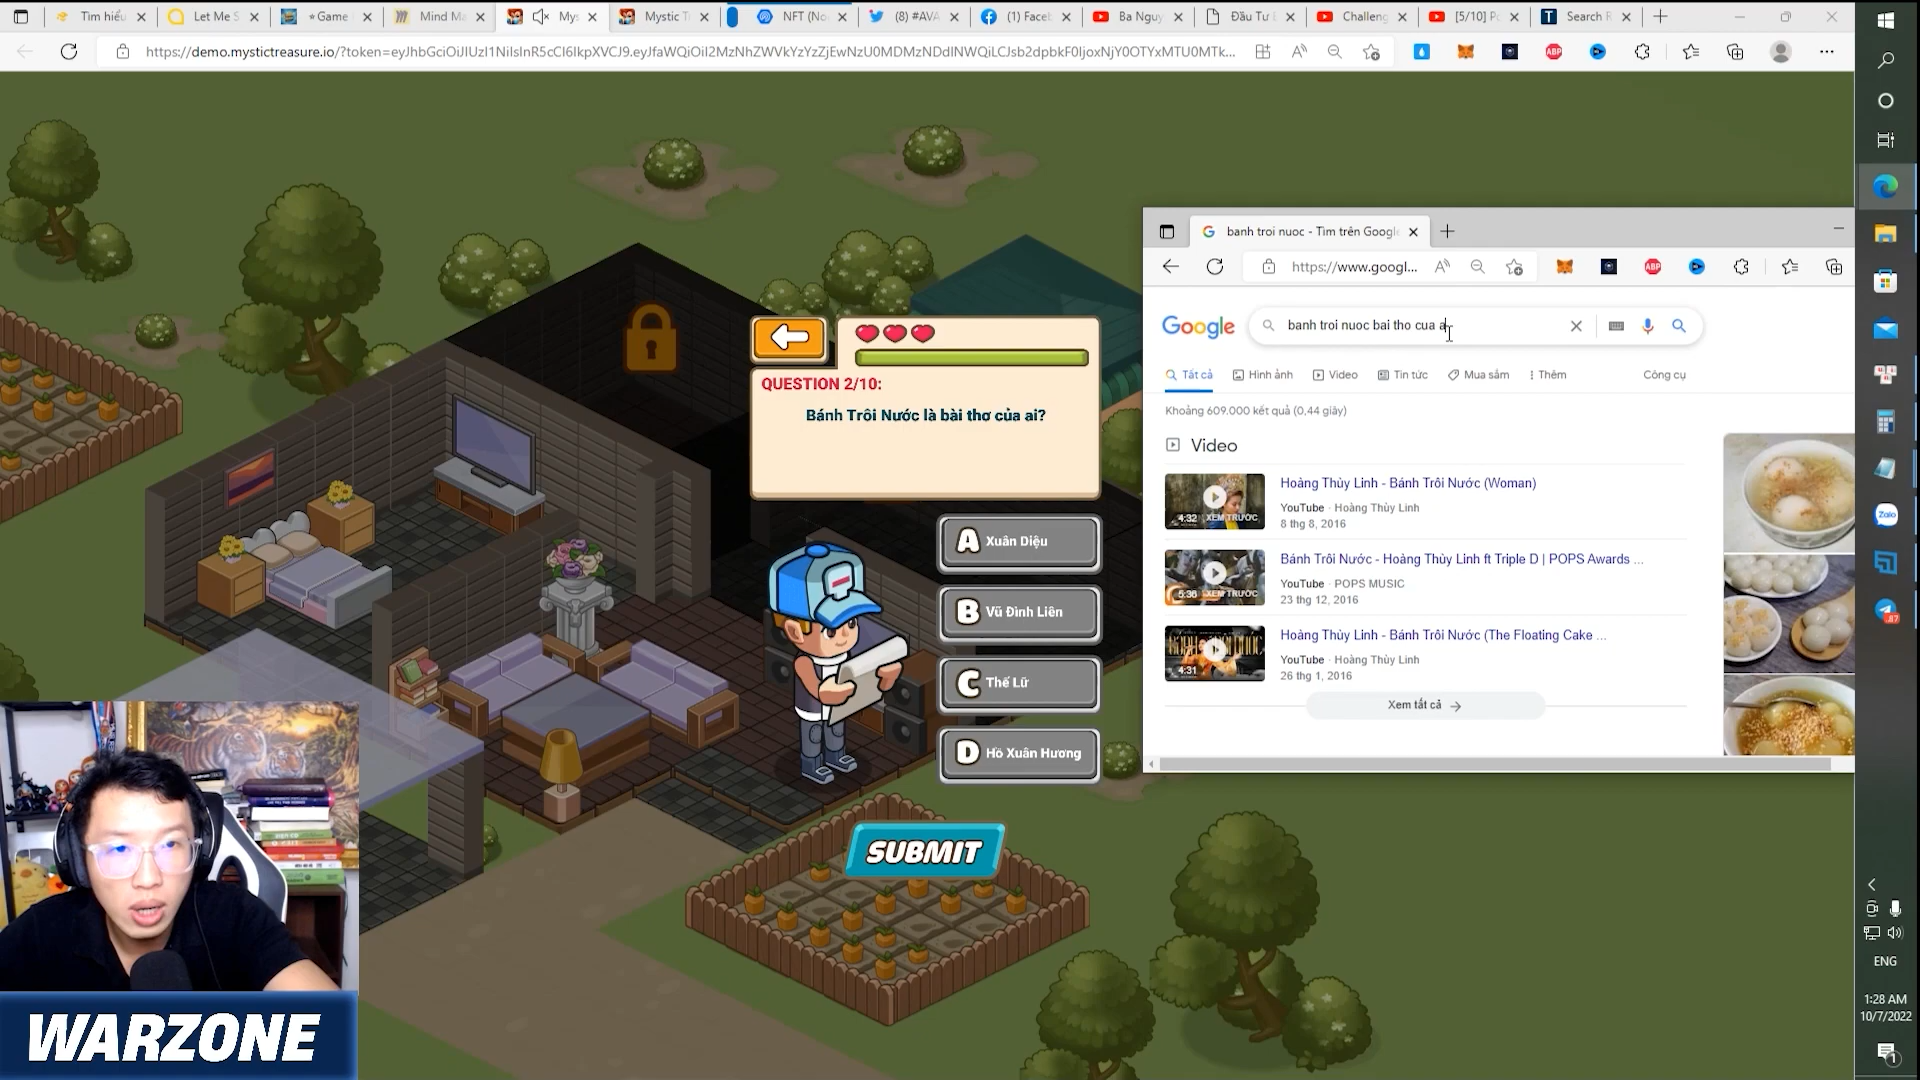 Tìm hiểu
Let Me S
Game
Mind Ma
Mys
Mystic T
NFT (No
(8) #AVA
(1) Faceb
Ba Nguy
Đầu Tư
Challeng
[5/10] Po
Search R
https://demo.mystictreasure.io/?token=eyJhbGciOiJIUzI1NiIsInR5cCI6IkpXVCJ9.eyJfaWQiOiI2MzNhZWVkYzYzZjEwNzU0MDMzNDdlNWQiLCJsb2dpbkF0IjoxNjY0OTYxMTU0MTk...
QUESTION 2/10:
Bánh Trôi Nước là bài thơ của ai?
A Xuân Diệu
B Vũ Đình Liên
C Thế Lữ
D Hồ Xuân Hương
SUBMIT
banh troi nuoc - Tìm trên Google
https://www.googl...
ABP
Google
banh troi nuoc bai tho cua a
Tất cả
Hình ảnh
Video
Tin tức
Mua sắm
Thêm
Công cụ
Khoảng 609.000 kết quả (0,44 giây)
Video
Hoàng Thùy Linh - Bánh Trôi Nước (Woman)
YouTube · Hoàng Thùy Linh
8 thg 8, 2016
4:32 XEM TRƯỚC
Bánh Trôi Nước - Hoàng Thùy Linh ft Triple D | POPS Awards ...
YouTube · POPS MUSIC
23 thg 12, 2016
5:36 XEM TRƯỚC
Hoàng Thùy Linh - Bánh Trôi Nước (The Floating Cake ...
YouTube · Hoàng Thùy Linh
26 thg 1, 2016
4:31
Xem tất cả
WARZONE
Zalo
ENG
1:28 AM
10/7/2022